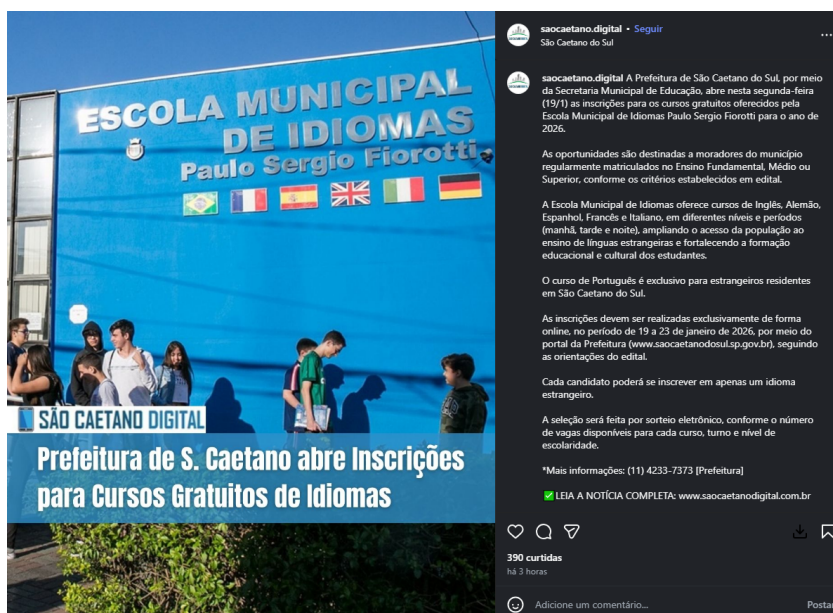 ESCOLA MUNICIPAL
DE IDIOMAS
Paulo Sergio Fiorotti
SÃO CAETANO DIGITAL
Prefeitura de S. Caetano abre Inscrições
para Cursos Gratuitos de Idiomas
saocaetano.digital • Seguir
São Caetano do Sul
saocaetano.digital A Prefeitura de São Caetano do Sul, por meio
da Secretaria Municipal de Educação, abre nesta segunda-feira
(19/1) as inscrições para os cursos gratuitos oferecidos pela
Escola Municipal de Idiomas Paulo Sergio Fiorotti para o ano de
2026.
As oportunidades são destinadas a moradores do município
regularmente matriculados no Ensino Fundamental, Médio ou
Superior, conforme os critérios estabelecidos em edital.
A Escola Municipal de Idiomas oferece cursos de Inglês, Alemão,
Espanhol, Francês e Italiano, em diferentes níveis e períodos
(manhã, tarde e noite), ampliando o acesso da população ao
ensino de línguas estrangeiras e fortalecendo a formação
educacional e cultural dos estudantes.
O curso de Português é exclusivo para estrangeiros residentes
em São Caetano do Sul.
As inscrições devem ser realizadas exclusivamente de forma
online, no período de 19 a 23 de janeiro de 2026, por meio do
portal da Prefeitura (www.saocaetanodosul.sp.gov.br), seguindo
as orientações do edital.
Cada candidato poderá se inscrever em apenas um idioma
estrangeiro.
A seleção será feita por sorteio eletrônico, conforme o número
de vagas disponíveis para cada curso, turno e nível de
escolaridade.
*Mais informações: (11) 4233-7373 [Prefeitura]
✅ LEIA A NOTÍCIA COMPLETA: www.saocaetanodigital.com.br
390 curtidas
há 3 horas
Adicione um comentário...
Postar